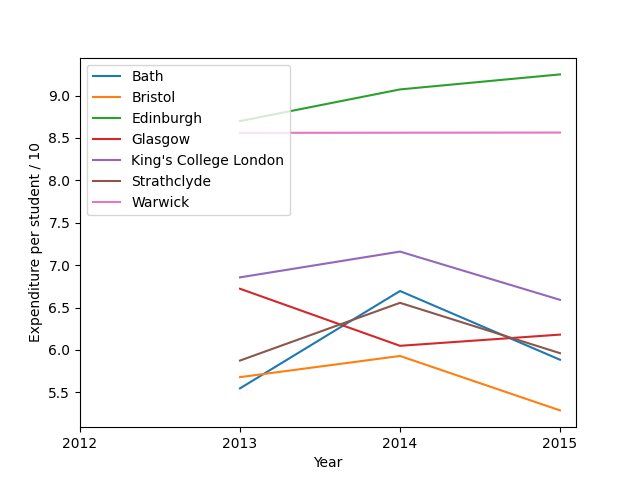 Bath
Bristol
Edinburgh
Glasgow
King's College London
Strathclyde
Warwick
9.0
8.5
8.0
7.5
7.0
6.5
6.0
5.5
Expenditure per student / 10
2012
2013
2014
2015
Year